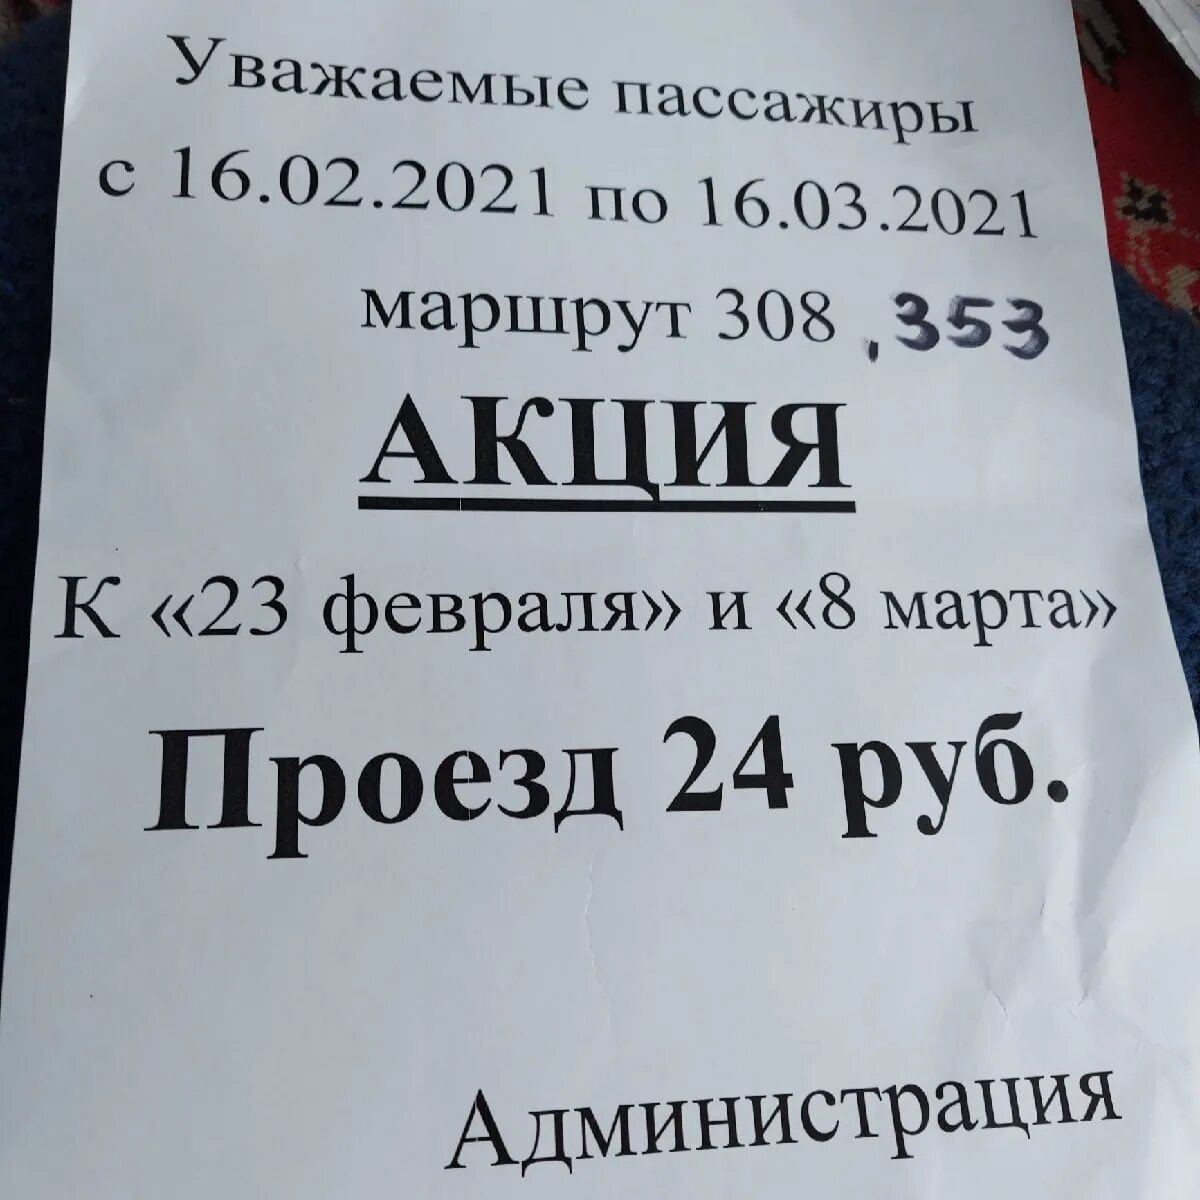 Уважаемые пассажиры
с 16.02.2021 по 16.03.2021
маршрут 308 , 353
АКЦИЯ
К «23 февраля» и «8 марта»
Проезд 24 руб.
Администрация